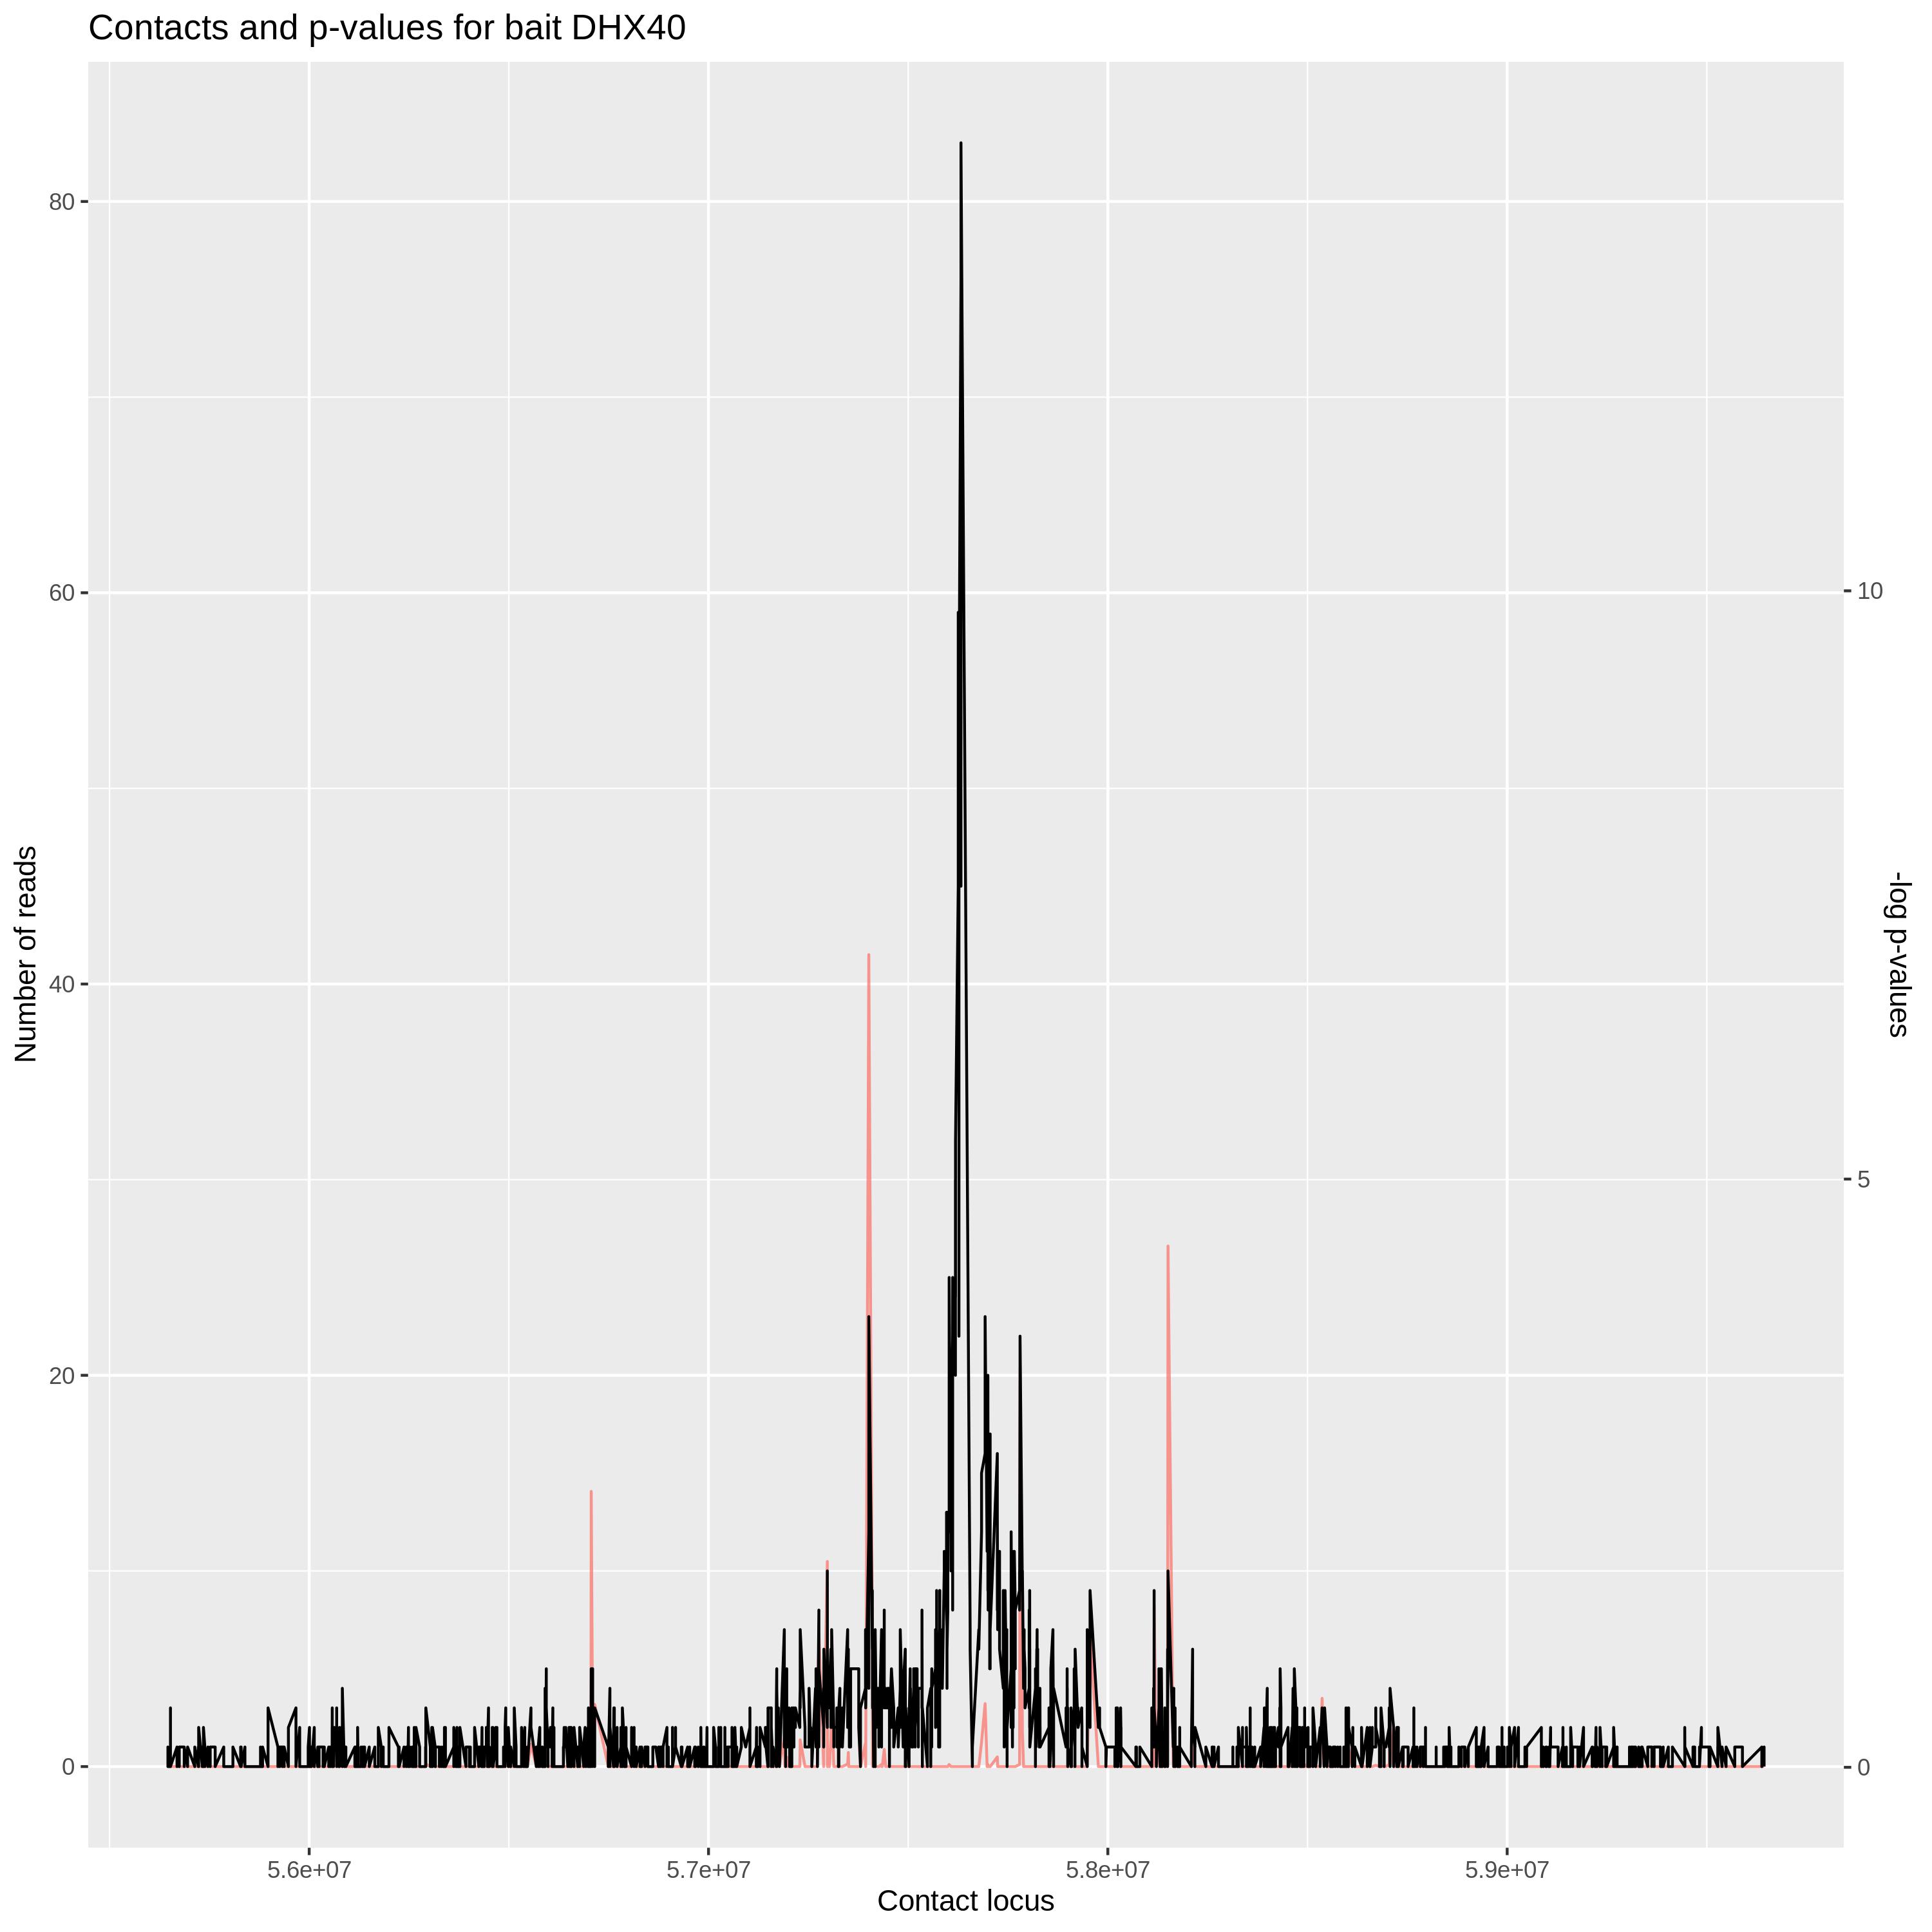 Contacts and p-values for bait DHX40
80
60
40
20
0
Number of reads
10
5
0
-log p-values
5.6e+07
5.7e+07
5.8e+07
5.9e+07
Contact locus